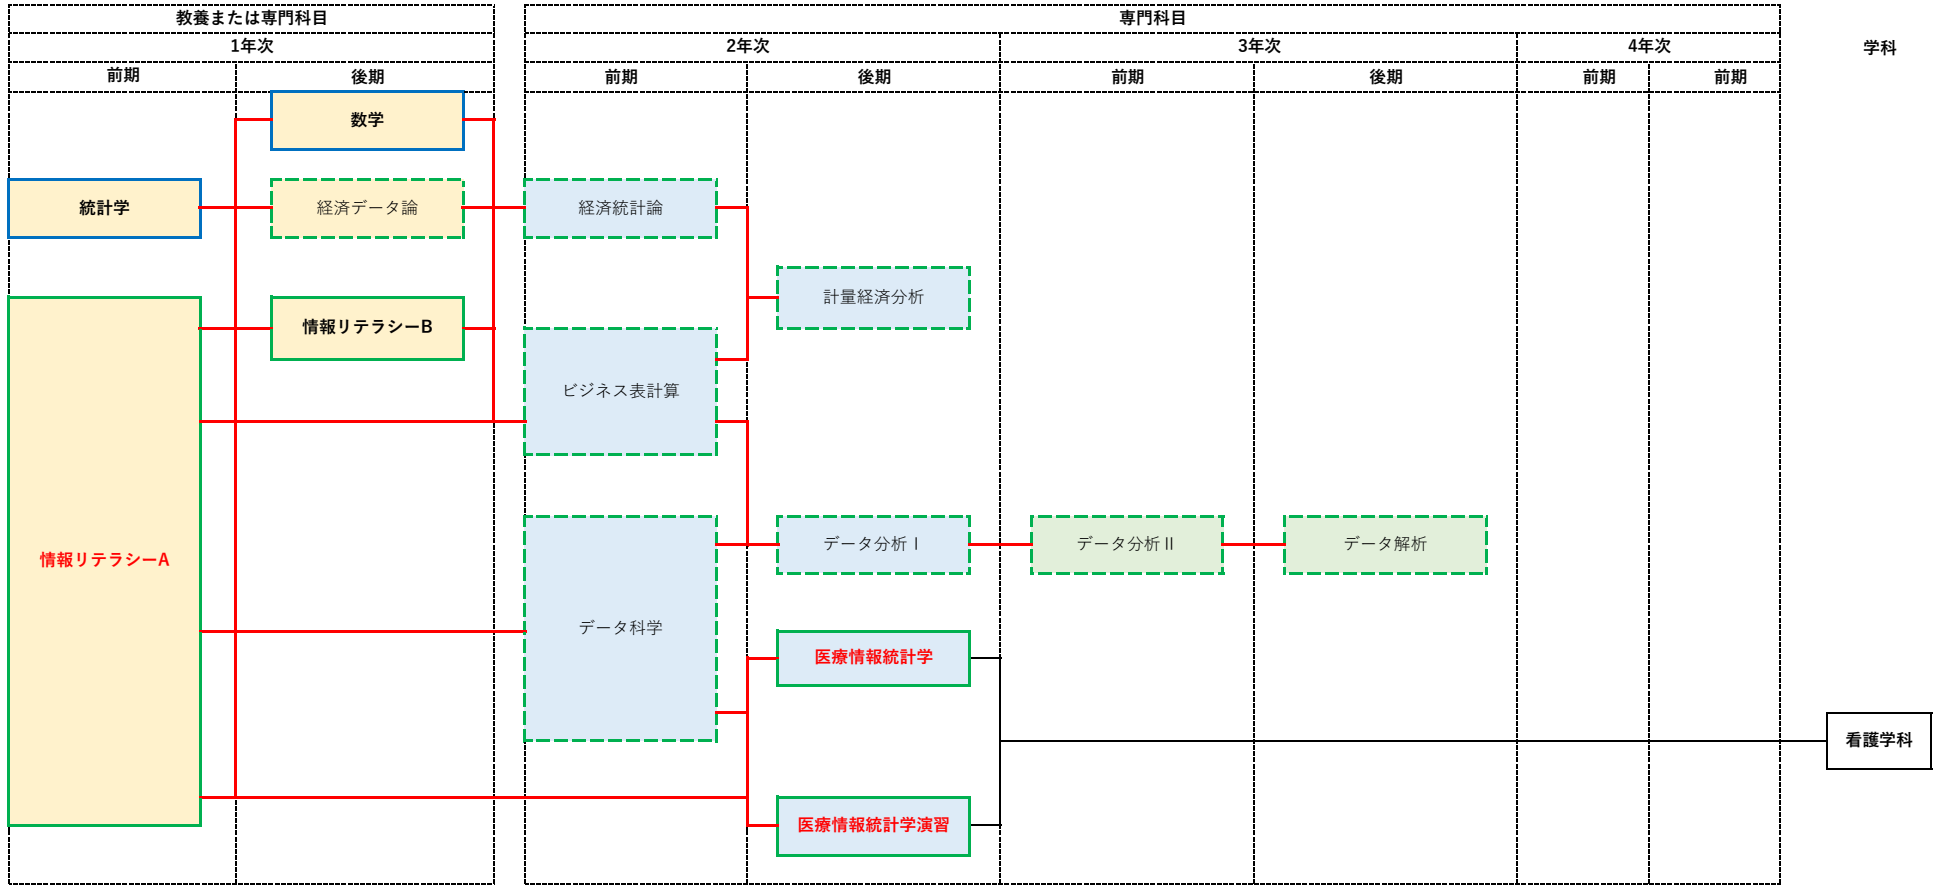 教養または専門科目
専門科目
1年次
2年次
3年次
4年次
学科
前期
後期
前期
後期
前期
後期
前期
前期
数学
統計学
経済データ論
経済統計論
計量経済分析
情報リテラシーB
ビジネス表計算
情報リテラシーA
データ分析Ⅰ
データ分析Ⅱ
データ解析
データ科学
医療情報統計学
看護学科
医療情報統計学演習